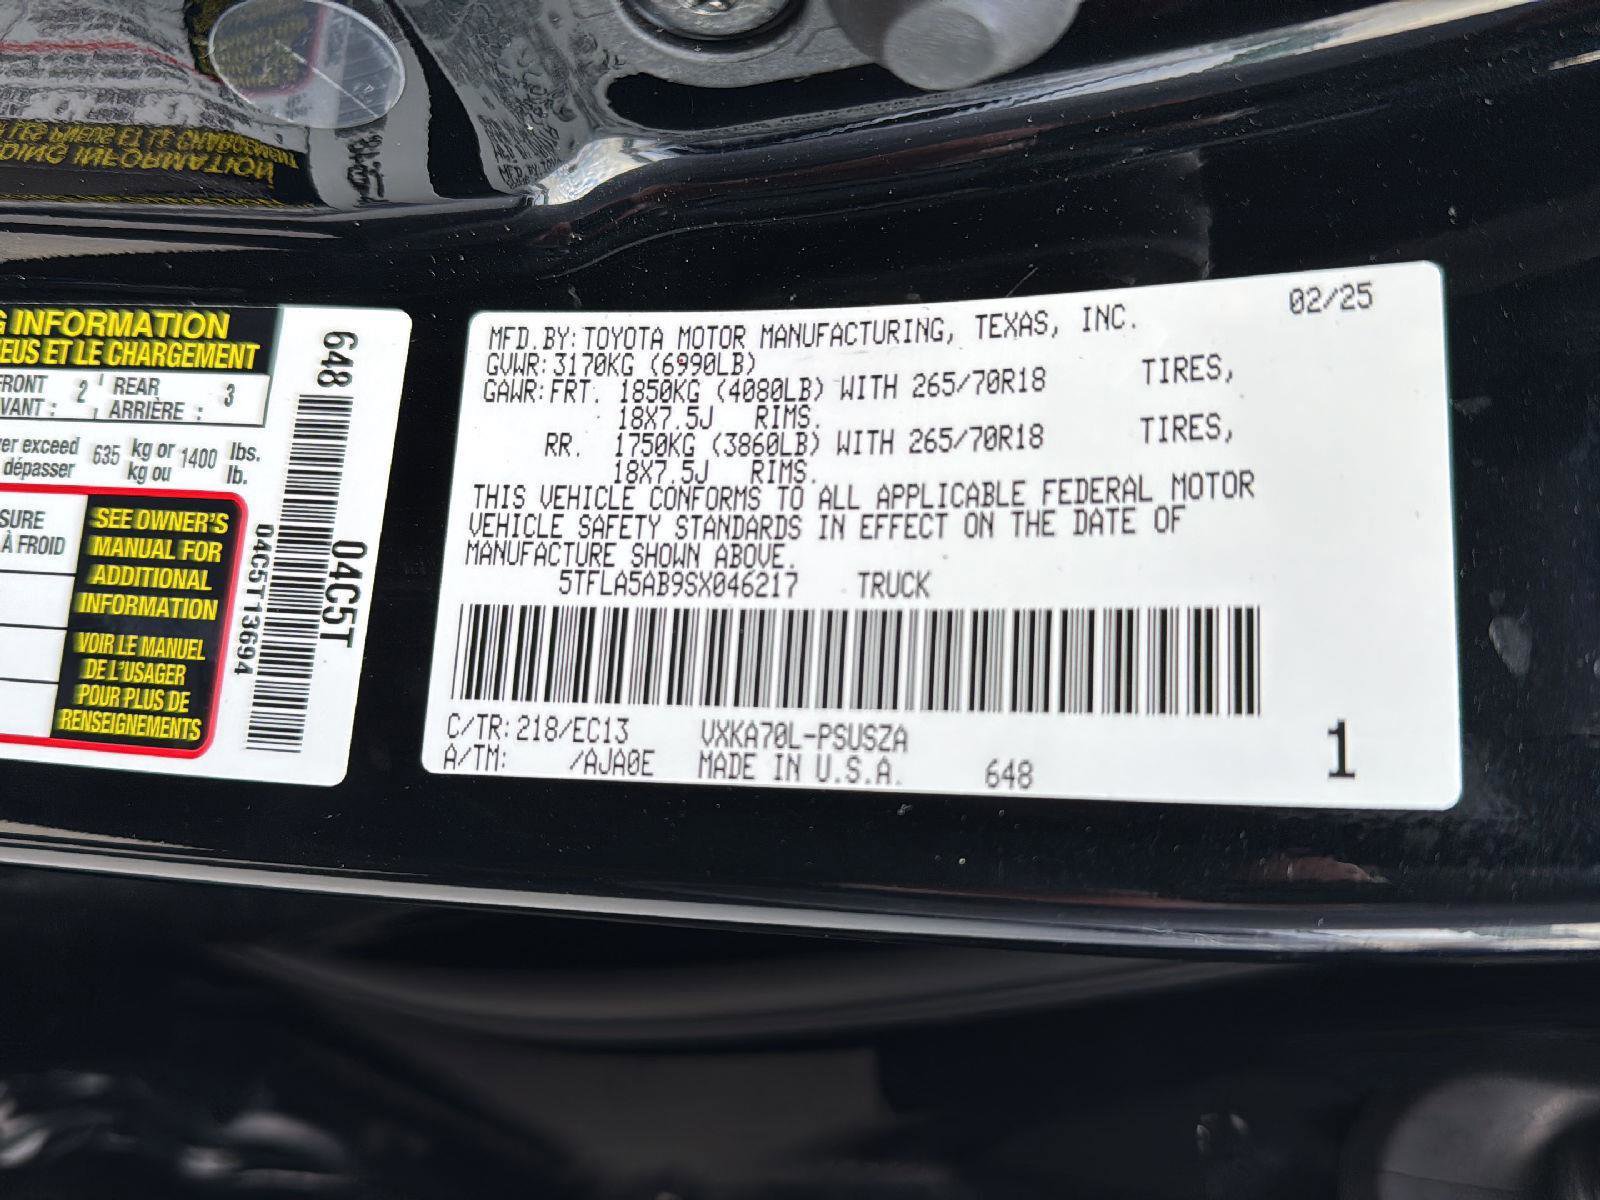 G INFORMATION
EUS ET LE CHARGEMENT
FRONT 2 REAR 3
VANT : ARRIÈRE :
ver exceed 635 kg or 1400 lbs.
dépasser kg ou lb.
SURE
À FROID
SEE OWNER'S
MANUAL FOR
ADDITIONAL
INFORMATION
VOIR LE MANUEL
DE L'USAGER
POUR PLUS DE
RENSEIGNEMENTS
648
04C5T
04C5T13694
02/25
MFD.BY:TOYOTA MOTOR MANUFACTURING, TEXAS, INC.
GVWR:3170KG (6990LB)
GAWR:FRT. 1850KG (4080LB) WITH 265/70R18 TIRES,
18X7.5J RIMS.
RR. 1750KG (3860LB) WITH 265/70R18 TIRES,
18X7.5J RIMS.
THIS VEHICLE CONFORMS TO ALL APPLICABLE FEDERAL MOTOR
VEHICLE SAFETY STANDARDS IN EFFECT ON THE DATE OF
MANUFACTURE SHOWN ABOVE.
5TFLA5AB9SX046217 TRUCK
C/TR:218/EC13 VXKA70L-PSUSZA
A/TM: /AJA0E MADE IN U.S.A. 648
1